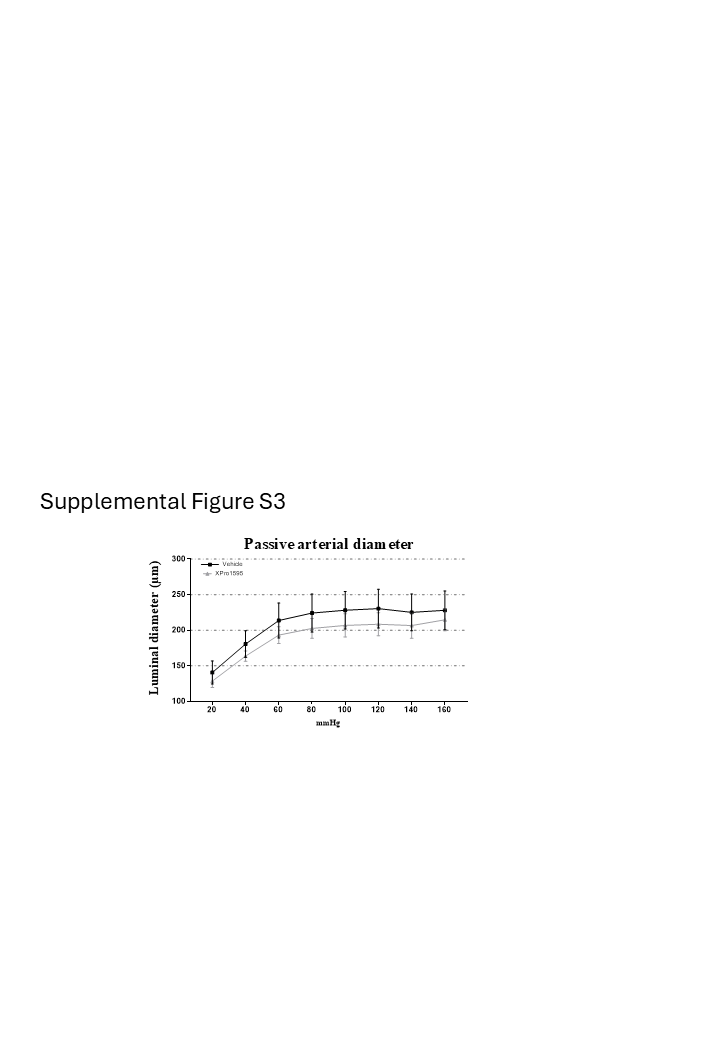 Supplemental Figure S3
Passive arterial diameter
Luminal diameter (µm)
300
250
200
150
100
Vehicle
XPro1595
20 40 60 80 100 120 140 160
mmHg